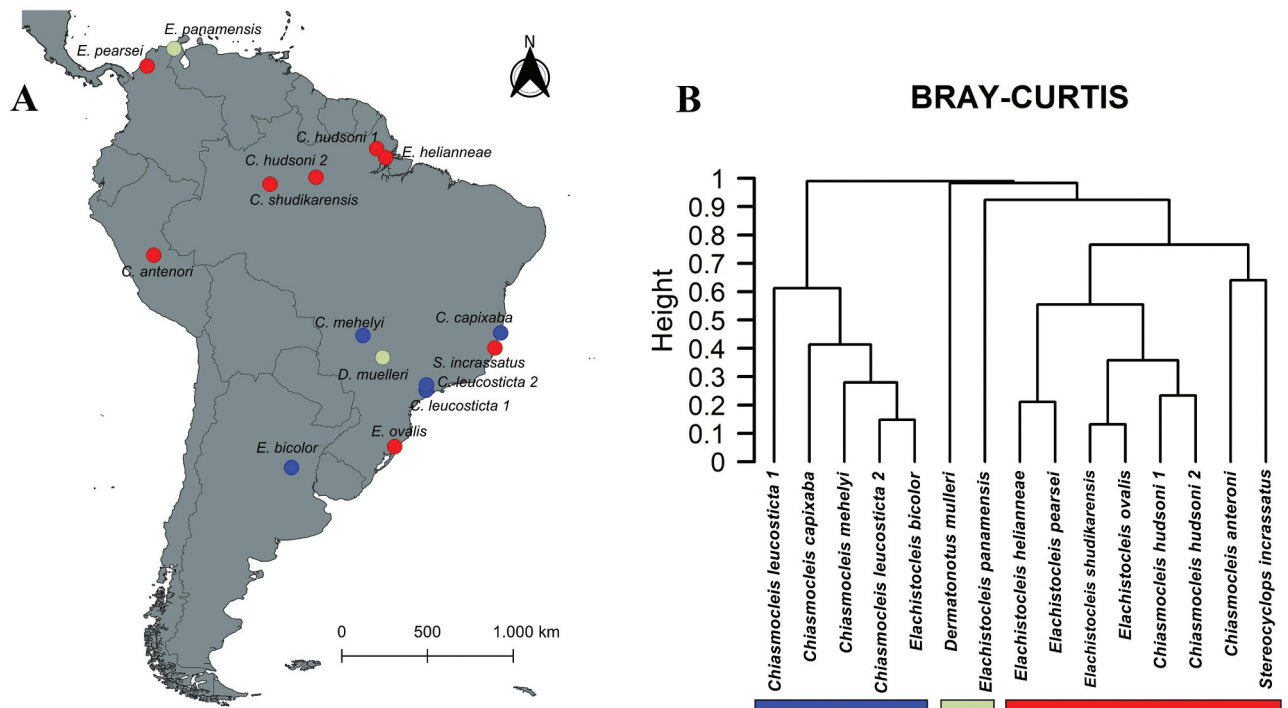 A
E. panamensis
E. pearsei
N
C. hudsoni 1
E. helianneae
C. hudsoni 2
C. shudikarensis
C. antenori
C. mehelyi
C. capixaba
S. incrassatus
D. muelleri
C. leucosticta 2
C. leucosticta 1
E. ovalis
E. bicolor
0 500 1.000 km
B
BRAY-CURTIS
Height
1
0.9
0.8
0.7
0.6
0.5
0.4
0.3
0.2
0.1
0
Chiasmocleis leucosticta 1
Chiasmocleis capixaba
Chiasmocleis mehelyi
Chiasmocleis leucosticta 2
Elachistocleis bicolor
Dermatonotus mulleri
Elachistocleis panamensis
Elachistocleis helianneae
Elachistocleis pearsei
Elachistocleis shudikarensis
Elachistocleis ovalis
Chiasmocleis hudsoni 1
Chiasmocleis hudsoni 2
Chiasmocleis anteroni
Stereocyclops incrassatus